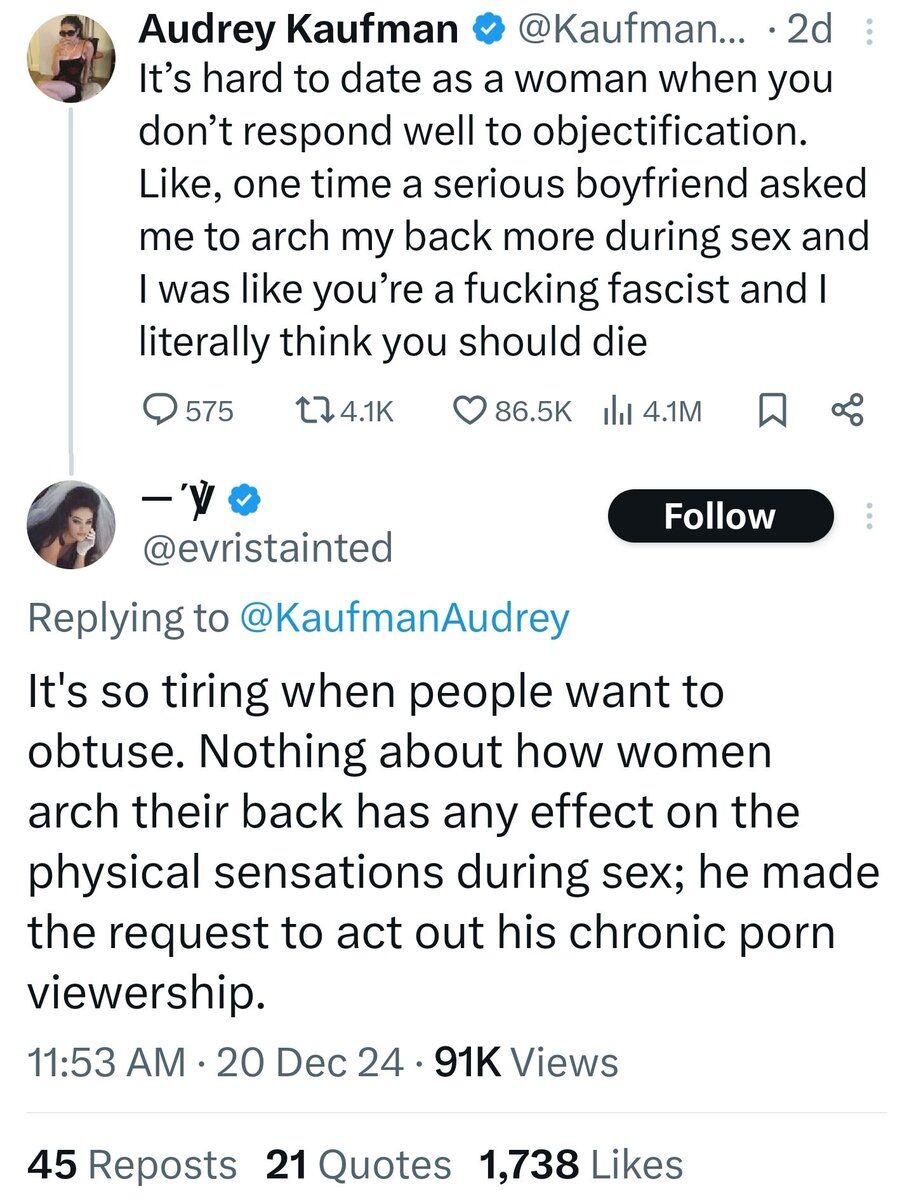 Audrey Kaufman @Kaufman... · 2d
It’s hard to date as a woman when you
don’t respond well to objectification.
Like, one time a serious boyfriend asked
me to arch my back more during sex and
I was like you’re a fucking fascist and I
literally think you should die
575 4.1K 86.5K 4.1M
Follow
@evristainted
Replying to @KaufmanAudrey
It's so tiring when people want to
obtuse. Nothing about how women
arch their back has any effect on the
physical sensations during sex; he made
the request to act out his chronic porn
viewership.
11:53 AM · 20 Dec 24 · 91K Views
45 Reposts 21 Quotes 1,738 Likes